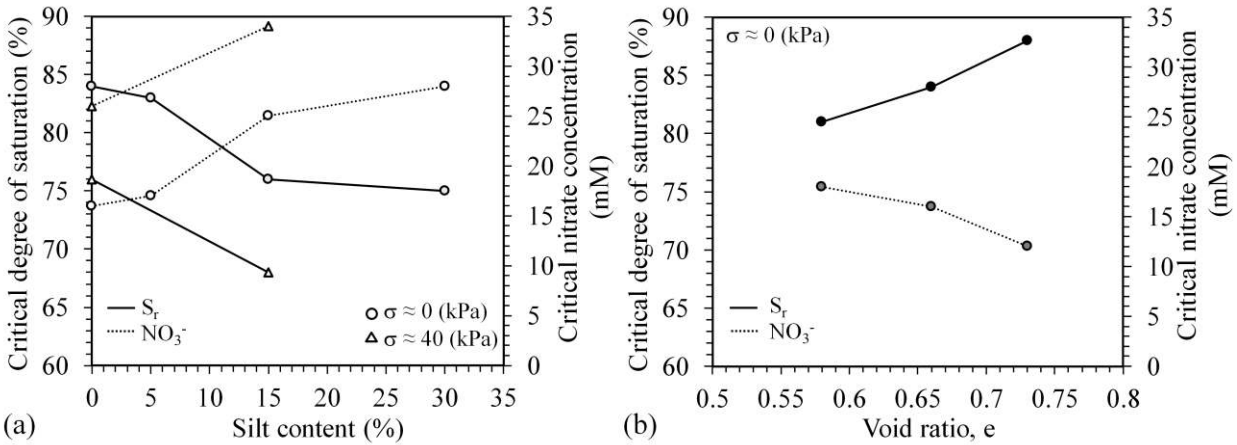 90
85
80
75
70
65
60
Critical degree of saturation (%)
35
30
25
20
15
10
5
0
Critical nitrate concentration
(mM)
Sr
NO3-
σ ≈ 0 (kPa)
σ ≈ 40 (kPa)
0 5 10 15 20 25 30 35
Silt content (%)
(a)
90
85
80
75
70
65
60
Critical degree of saturation (%)
σ ≈ 0 (kPa)
35
30
25
20
15
10
5
0
Critical nitrate concentration
(mM)
Sr
NO3-
0.5 0.55 0.6 0.65 0.7 0.75 0.8
Void ratio, e
(b)